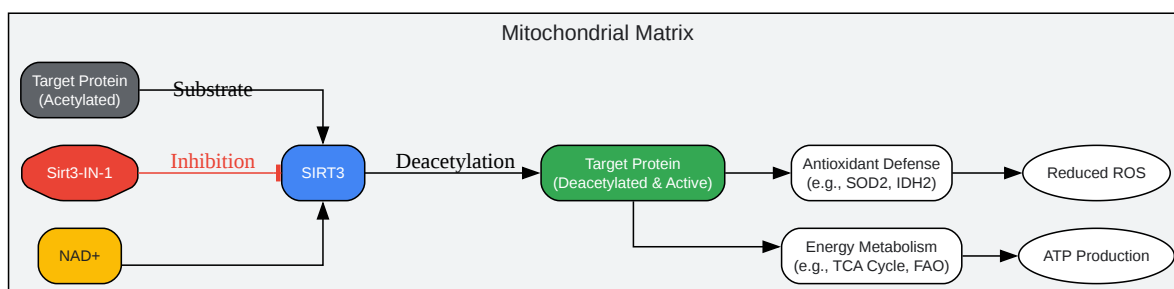 Mitochondrial Matrix
Target Protein
(Acetylated)
Substrate
Sirt3-IN-1
Inhibition
SIRT3
Deacetylation
Target Protein
(Deacetylated & Active)
Antioxidant Defense
(e.g., SOD2, IDH2)
Reduced ROS
NAD+
Energy Metabolism
(e.g., TCA Cycle, FAO)
ATP Production